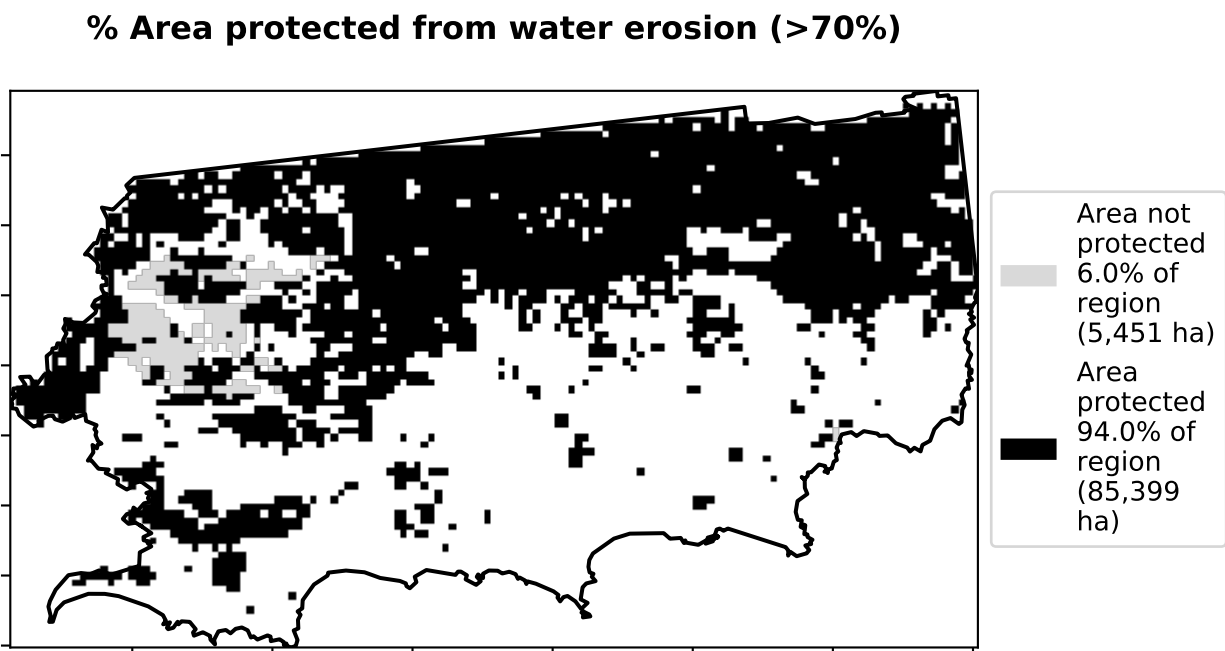 % Area protected from water erosion (>70%)
Area not
protected
6.0% of
region
(5,451 ha)
Area
protected
94.0% of
region
(85,399
ha)